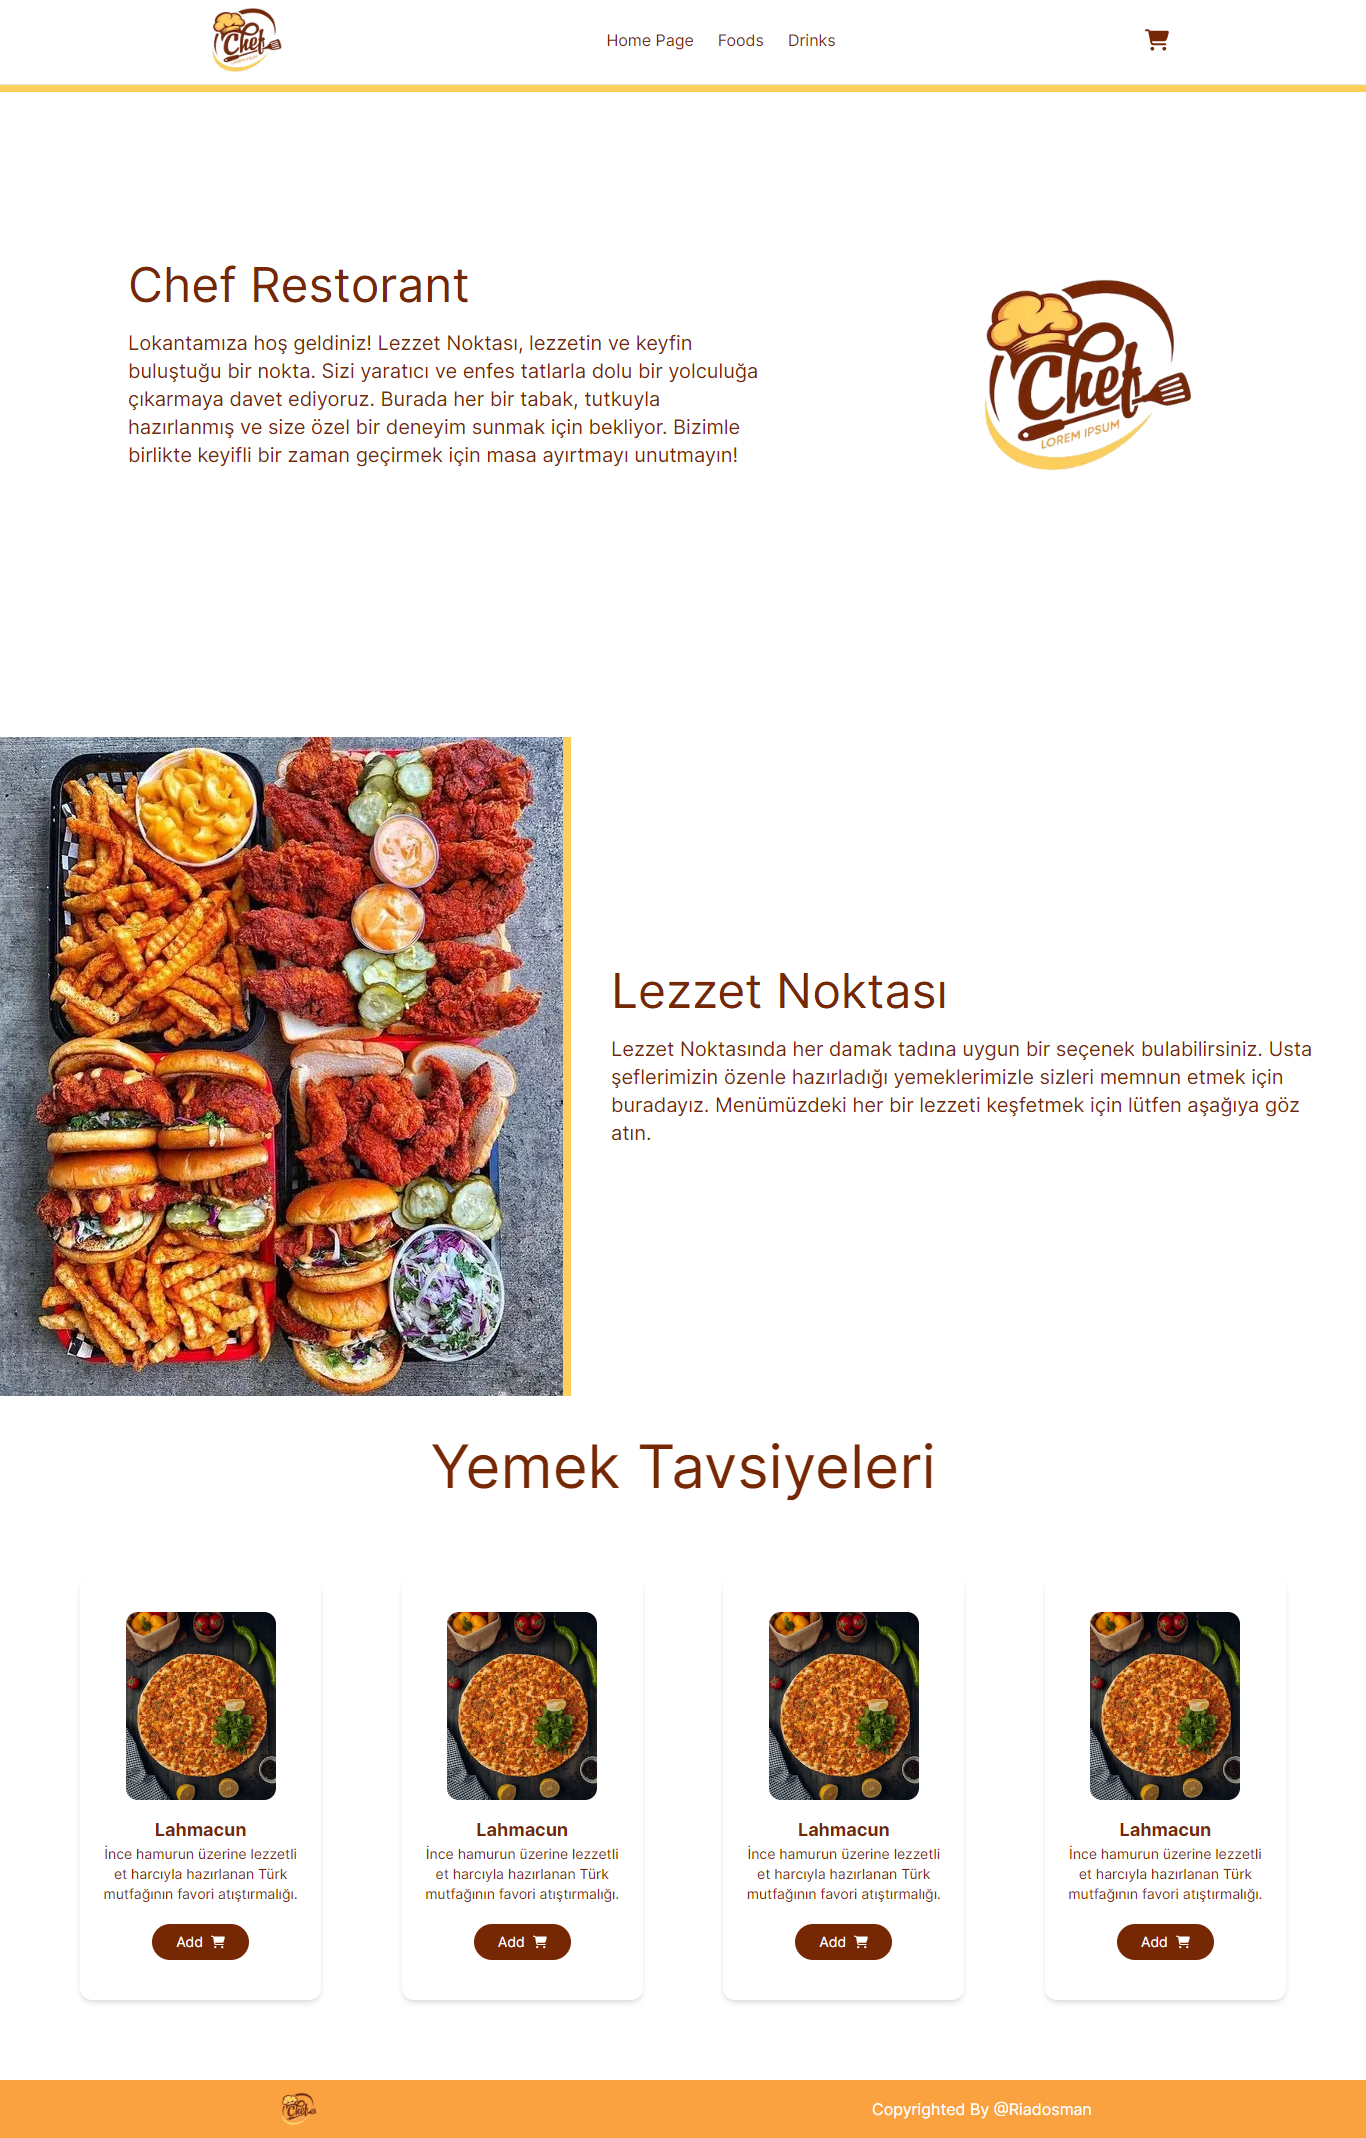 Chef
LOREM IPSUM
Home Page Foods Drinks
Chef Restorant
Lokantamıza hoş geldiniz! Lezzet Noktası, lezzetin ve keyfin
buluştuğu bir nokta. Sizi yaratıcı ve enfes tatlarla dolu bir yolculuğa
çıkarmaya davet ediyoruz. Burada her bir tabak, tutkuyla
hazırlanmış ve size özel bir deneyim sunmak için bekliyor. Bizimle
birlikte keyifli bir zaman geçirmek için masa ayırtmayı unutmayın!
Chef
LOREM IPSUM
Lezzet Noktası
Lezzet Noktasında her damak tadına uygun bir seçenek bulabilirsiniz. Usta
şeflerimizin özenle hazırladığı yemeklerimizle sizleri memnun etmek için
buradayız. Menümüzdeki her bir lezzeti keşfetmek için lütfen aşağıya göz
atın.
Yemek Tavsiyeleri
Lahmacun
İnce hamurun üzerine lezzetli
et harcıyla hazırlanan Türk
mutfağının favori atıştırmalığı.
Add
Lahmacun
İnce hamurun üzerine lezzetli
et harcıyla hazırlanan Türk
mutfağının favori atıştırmalığı.
Add
Lahmacun
İnce hamurun üzerine lezzetli
et harcıyla hazırlanan Türk
mutfağının favori atıştırmalığı.
Add
Lahmacun
İnce hamurun üzerine lezzetli
et harcıyla hazırlanan Türk
mutfağının favori atıştırmalığı.
Add
Chef
Copyrighted By @Riadosman